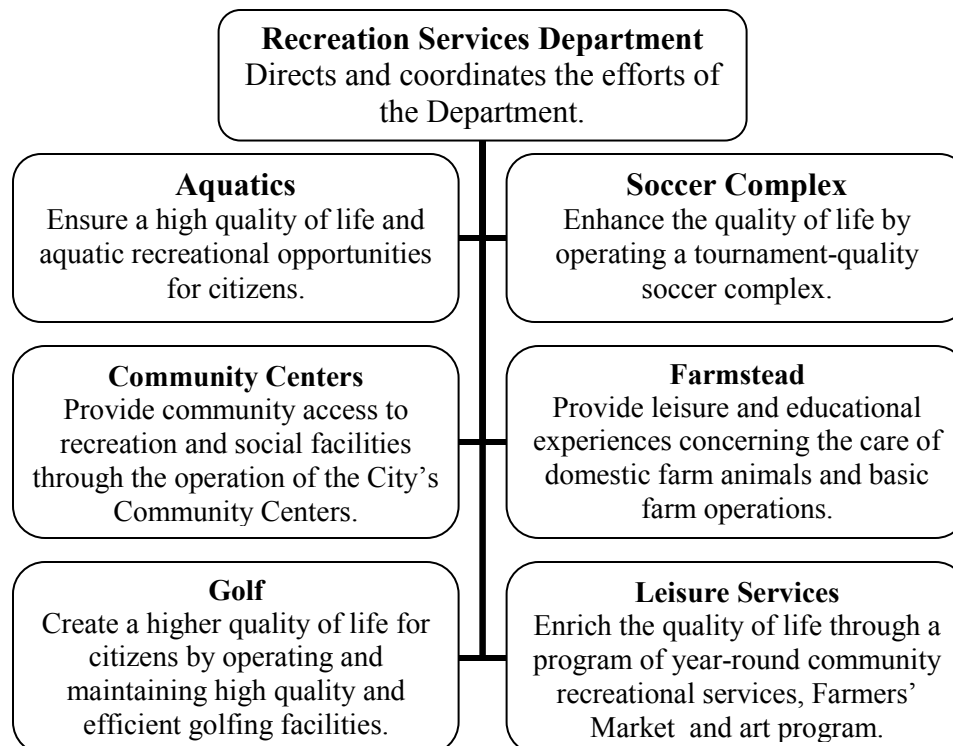 Recreation Services Department
Directs and coordinates the efforts of
the Department.
Aquatics
Ensure a high quality of life and
aquatic recreational opportunities
for citizens.
Soccer Complex
Enhance the quality of life by
operating a tournament-quality
soccer complex.
Community Centers
Provide community access to
recreation and social facilities
through the operation of the City’s
Community Centers.
Farmstead
Provide leisure and educational
experiences concerning the care of
domestic farm animals and basic
farm operations.
Golf
Create a higher quality of life for
citizens by operating and
maintaining high quality and
efficient golfing facilities.
Leisure Services
Enrich the quality of life through a
program of year-round community
recreational services, Farmers’
Market and art program.